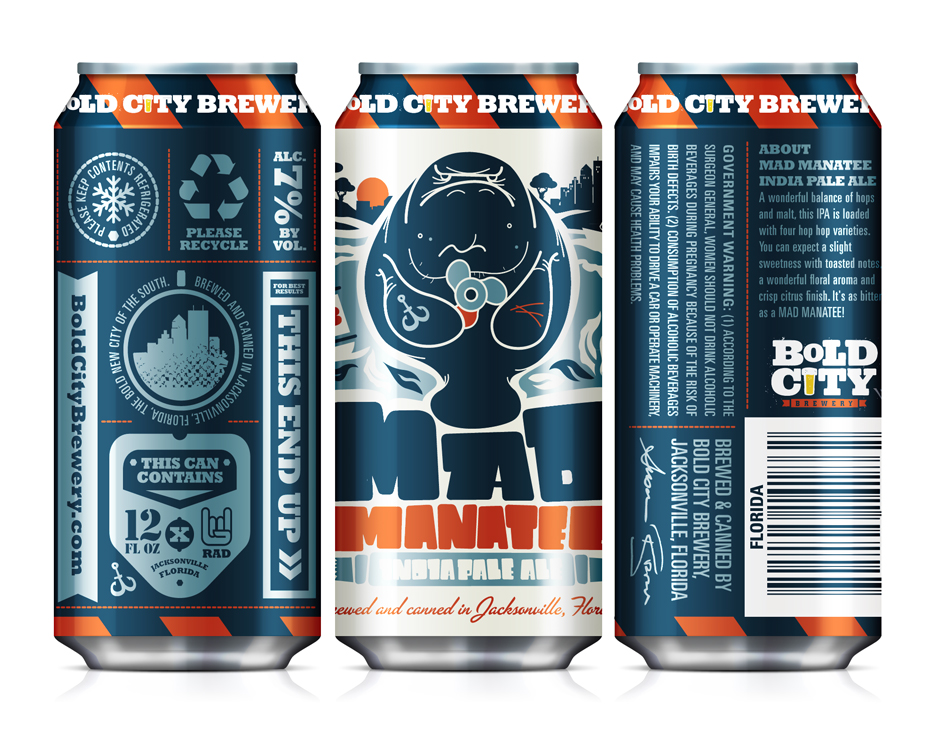 OLD CITY BREWER
PLEASE KEEP CONTENTS REFRIGERATED
PLEASE
RECYCLE
ALC.
7%
BY
VOL.
BoldCityBrewery.com
BREWED AND CANNED IN JACKSONVILLE, FLORIDA. THE BOLD NEW CITY OF THE SOUTH.
FOR BEST
RESULTS
THIS END UP
THIS CAN
CONTAINS
12
FL OZ
X
RAD
JACKSONVILLE
FLORIDA
OLD CITY BREWER
MAD
MANATEE
INDIA PALE ALE
rewed and canned in Jacksonville, Flor
OLD CITY BREWER
GOVERNMENT WARNING: (1) ACCORDING TO THE
SURGEON GENERAL, WOMEN SHOULD NOT DRINK ALCOHOLIC
BEVERAGES DURING PREGNANCY BECAUSE OF THE RISK OF
BIRTH DEFECTS. (2) CONSUMPTION OF ALCOHOLIC BEVERAGES
IMPAIRS YOUR ABILITY TO DRIVE A CAR OR OPERATE MACHINERY,
AND MAY CAUSE HEATH PROBLEMS.
ABOUT
MAD MANATEE
INDIA PALE ALE
A wonderful balance of hops
and malt, this IPA is loaded
with four hop hop varieties.
You can expect a slight
sweetness with toasted notes
a wonderful floral aroma and
crisp citrus finish. It's as bitter
as a MAD MANATEE!
BOLD
CITY
BREWERY
BREWED & CANNED BY
BOLD CITY BREWERY,
JACKSONVILLE, FLORIDA
FLORIDA